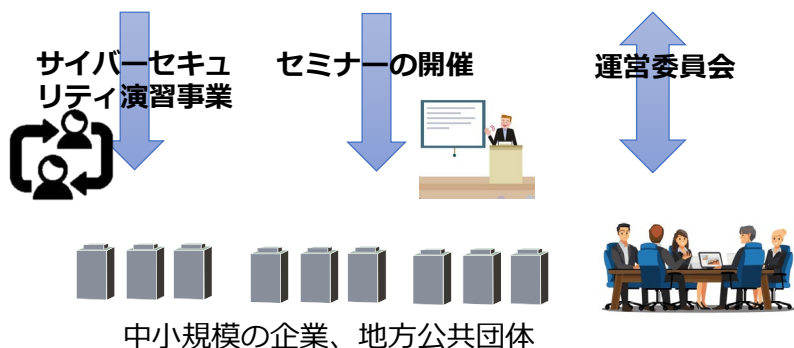 サイバーセキュ
リティ演習事業
セミナーの開催
運営委員会
中小規模の企業、地方公共団体